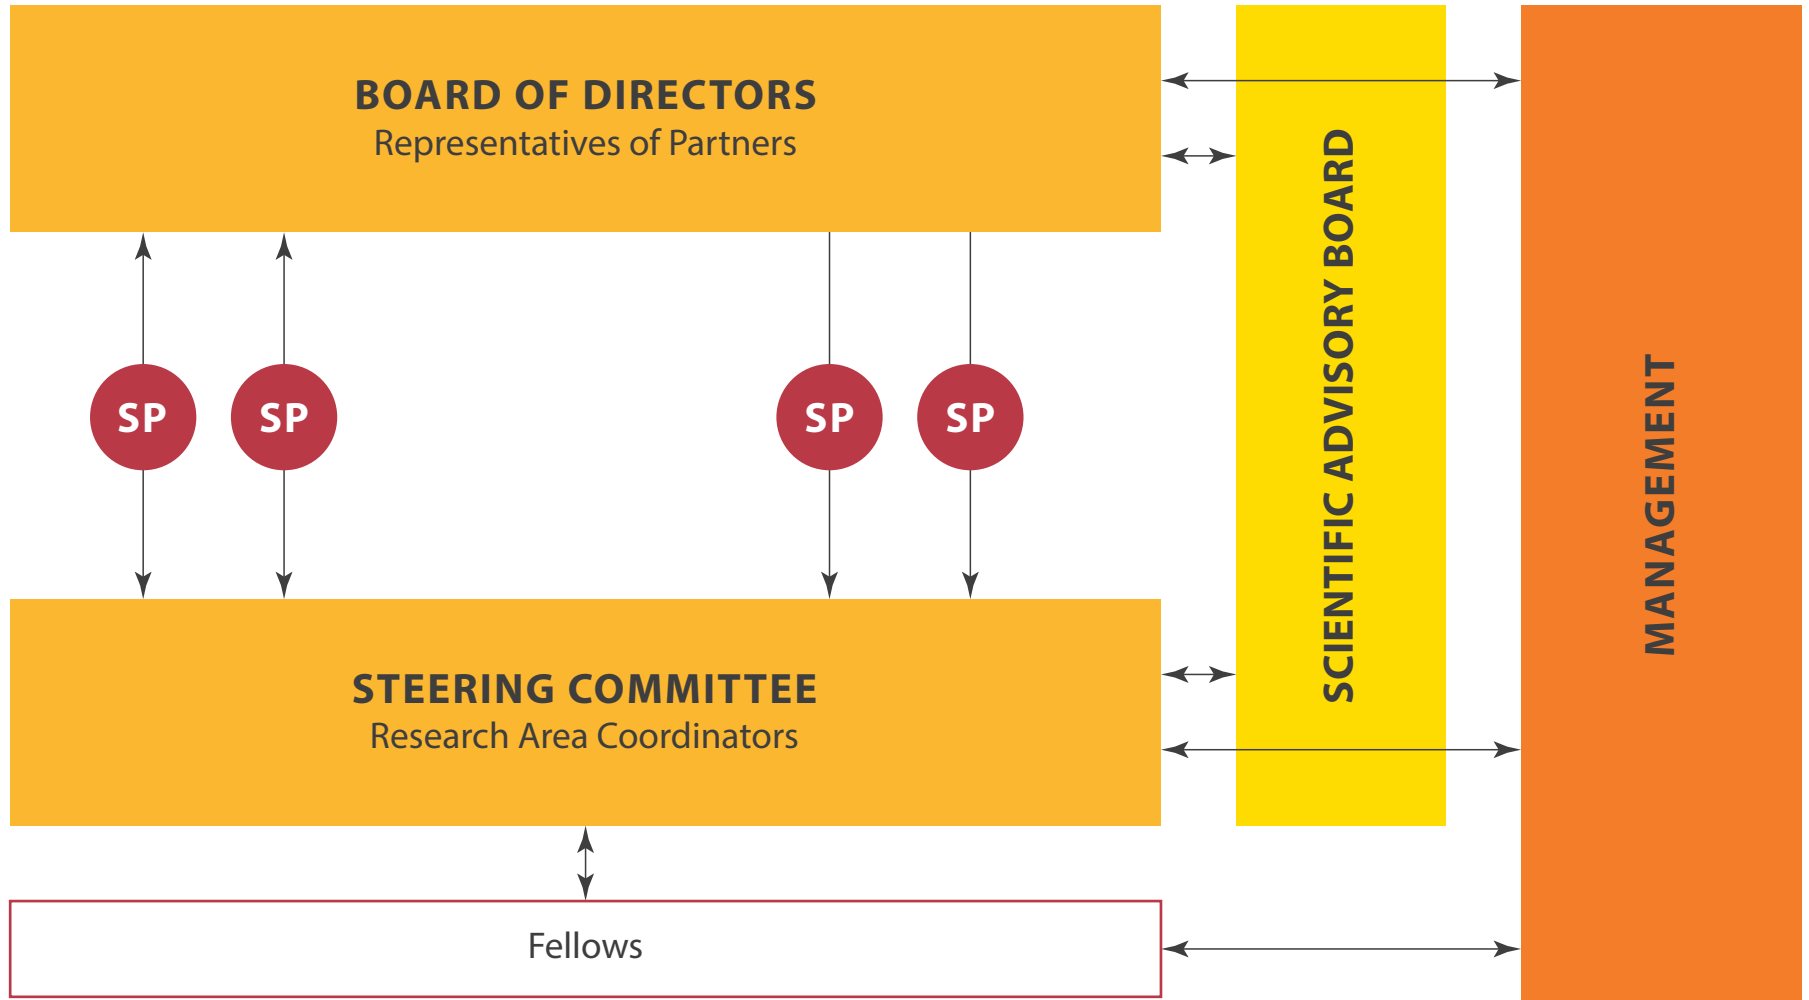 BOARD OF DIRECTORS
Representatives of Partners
SCIENTIFIC ADVISORY BOARD
MANAGEMENT
SP
SP
SP
SP
STEERING COMMITTEE
Research Area Coordinators
Fellows